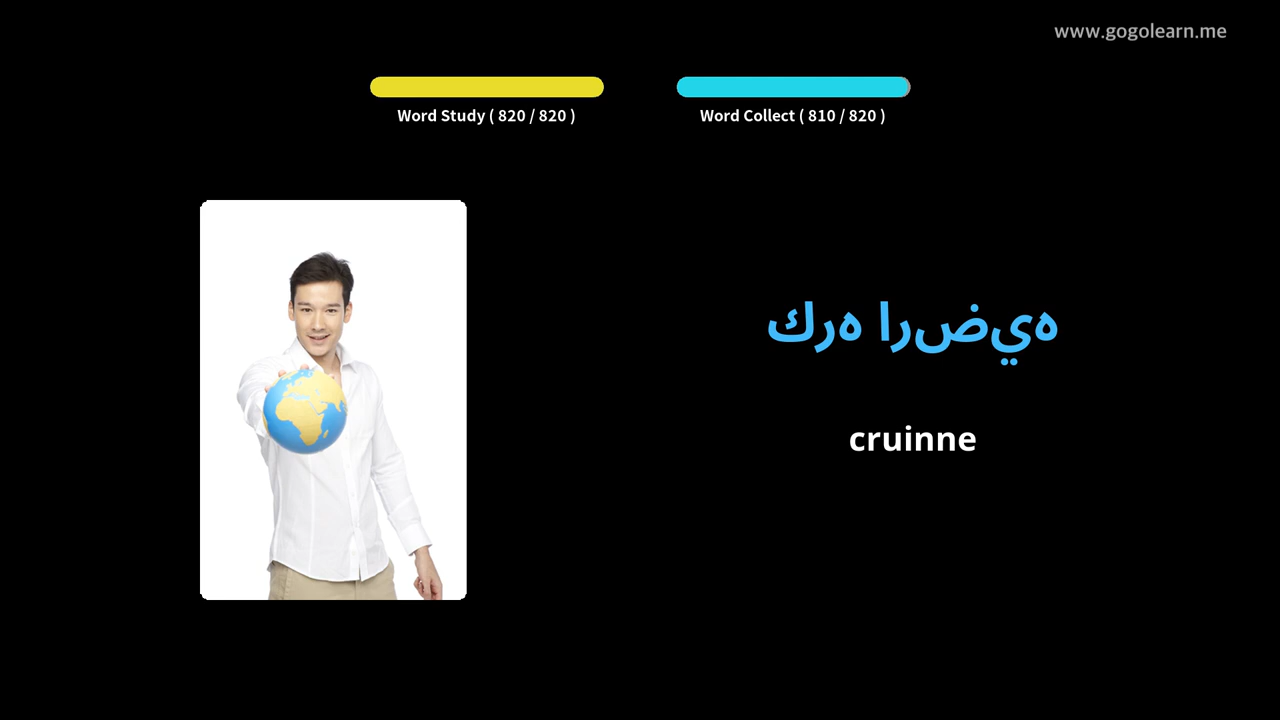 www.gogolearn.me
Word Study ( 820 / 820 )
Word Collect ( 810 / 820 )
كره ارضيه
cruinne